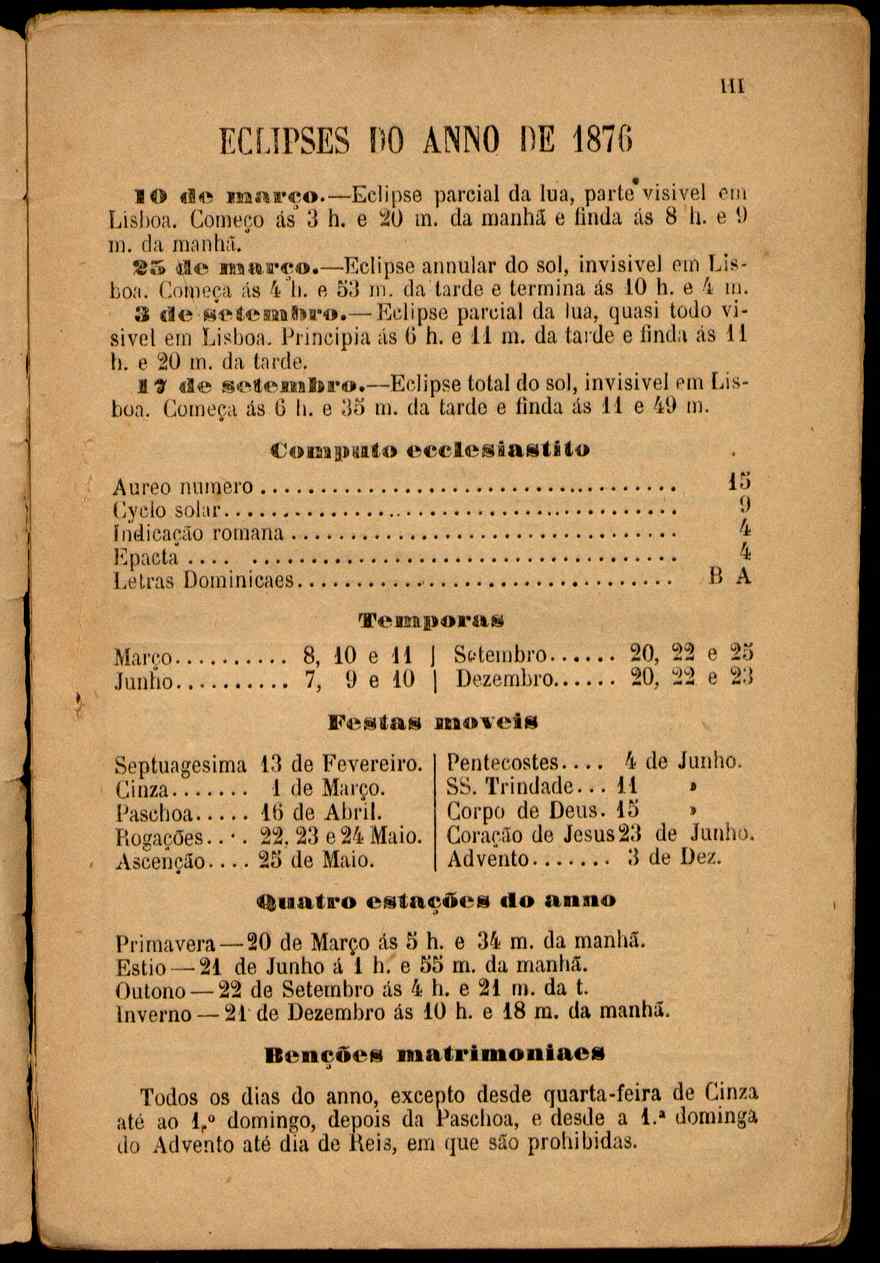 III
ECLIPSES DO ANNO DE 1876
10 de março.—Eclipse parcial da lua, parte visivel em
Lisboa. Começo ás 3 h. e 20 m. da manhã e finda ás 8 h. e 9
m. da manhã.
25 de março.—Eclipse annular do sol, invisivel em Lis-
boa. Começa ás 4 h. e 53 m. da tarde e termina ás 10 h. e 4 m.
3 de setembro.—Eclipse parcial da lua, quasi todo vi-
sivel em Lisboa. Principia ás 6 h. e 11 m. da tarde e finda ás 11
h. e 20 m. da tarde.
17 de setembro.—Eclipse total do sol, invisivel em Lis-
boa. Começa ás 6 h. e 35 m. da tarde e finda ás 11 e 49 m.
Computo ecclesiastito
Aureo numero........................................ 15
Cyclo solar........................................ 9
Indicação romana........................................ 4
Epacta .... ........................................ 4
Letras Dominicaes........................................ B A
Temporas
Março.......... 8, 10 e 11 | Setembro...... 20, 22 e 25
Junho.......... 7, 9 e 10 | Dezembro...... 20, 22 e 23
Festas moveis
Septuagesima 13 de Fevereiro. | Pentecostes.... 4 de Junho.
Cinza....... 1 de Março. | SS. Trindade... 11 »
Paschoa..... 16 de Abril. | Corpo de Deus. 15 »
Rogações.... 22, 23 e 24 Maio. | Coração de Jesus 23 de Junho.
Ascenção.... 25 de Maio. | Advento....... 3 de Dez.
Quatro estações do anno
Primavera—20 de Março ás 5 h. e 34 m. da manhã.
Estio—21 de Junho á 1 h. e 55 m. da manhã.
Outono—22 de Setembro ás 4 h. e 21 m. da t.
Inverno—21 de Dezembro ás 10 h. e 18 m. da manhã.
Benções matrimoniaes
Todos os dias do anno, excepto desde quarta-feira de Cinza
até ao 1.º domingo, depois da Paschoa, e desde a 1.ª dominga
do Advento até dia de Reis, em que são prohibidas.